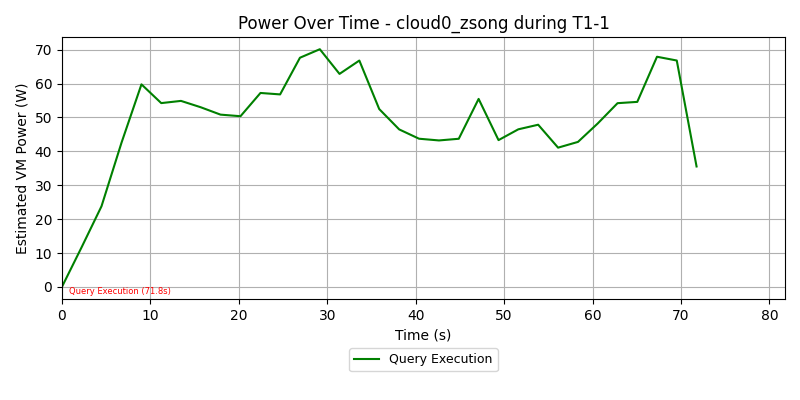 Power Over Time - cloud0_zsong during T1-1
Estimated VM Power (W)
70
60
50
40
30
20
10
0
Query Execution (71.8s)
0 10 20 30 40 50 60 70 80
Time (s)
Query Execution